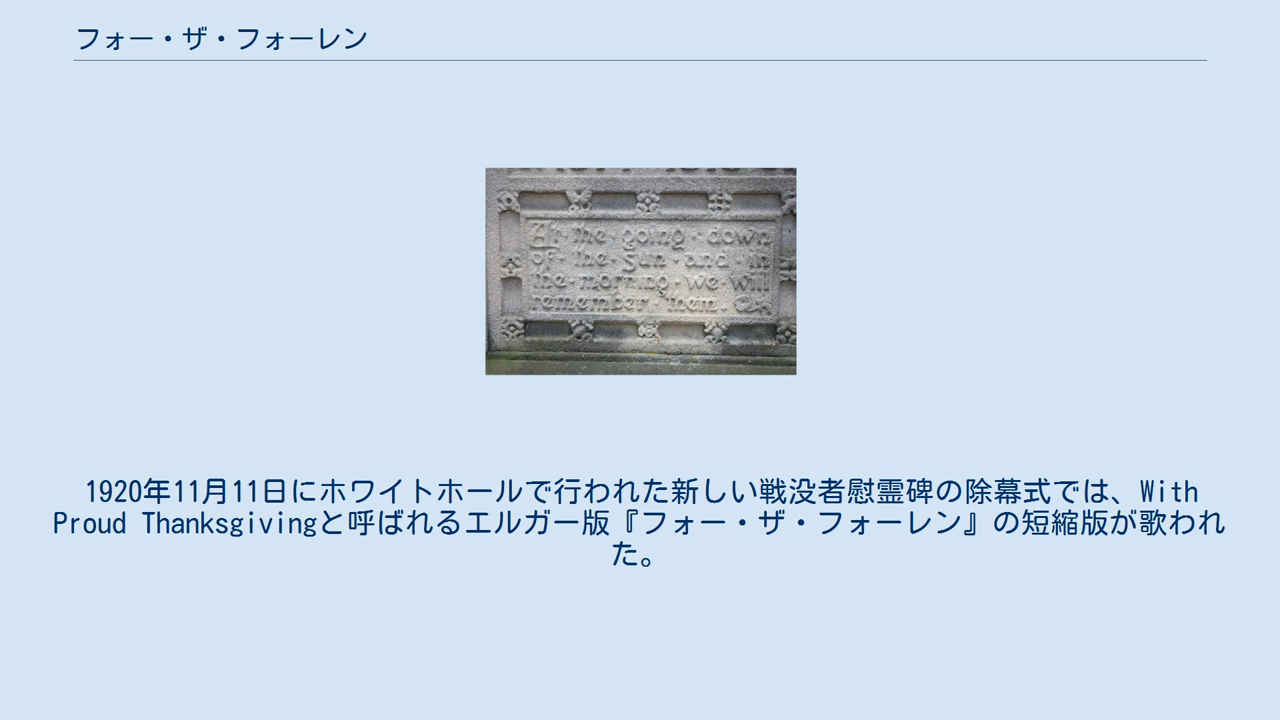 フォー・ザ・フォーレン
At·the·going·down
of·the·Sun·and·in
the·morning·we·will
remember·them.
1920年11月11日にホワイトホールで行われた新しい戦没者慰霊碑の除幕式では、With
Proud Thanksgivingと呼ばれるエルガー版『フォー・ザ・フォーレン』の短縮版が歌われ
た。